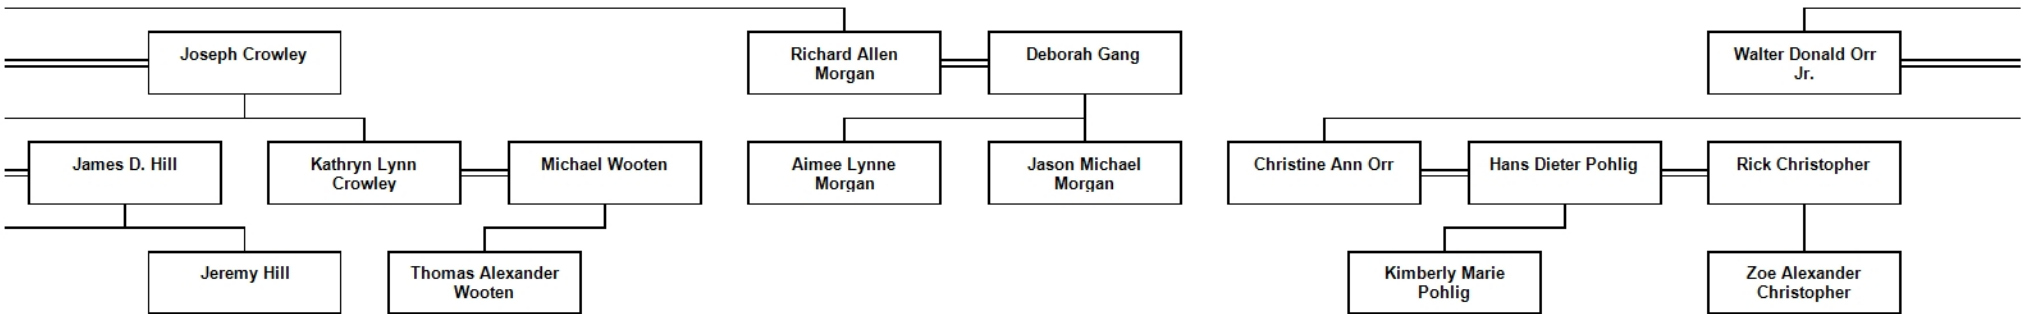 Joseph Crowley
Richard Allen
Morgan
Deborah Gang
Walter Donald Orr
Jr.
James D. Hill
Kathryn Lynn
Crowley
Michael Wooten
Aimee Lynne
Morgan
Jason Michael
Morgan
Christine Ann Orr
Hans Dieter Pohlig
Rick Christopher
Jeremy Hill
Thomas Alexander
Wooten
Kimberly Marie
Pohlig
Zoe Alexander
Christopher